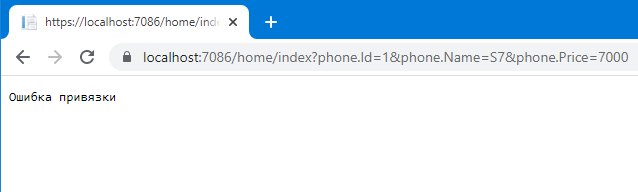 https://localhost:7086/home/inde
localhost:7086/home/index?phone.Id=1&phone.Name=S7&phone.Price=7000
Ошибка привязки